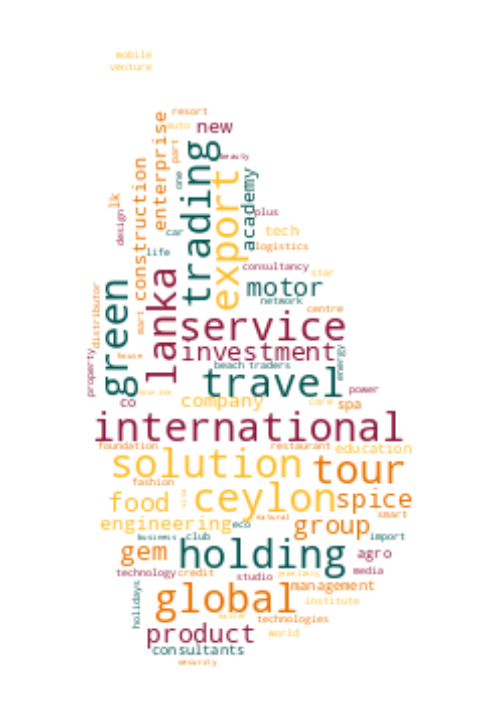 mobile
venture
resort
auto
new
enterprise
part
trading
beauty
one
export
academy
construction
lk
design
plus
car
tech
logistics
life
lanka
consultancy
star
motor
network
green
distributor
mart
centre
service
investment
house
property
beach
traders
energy
travel
power
co
company
care
spa
international
foundation
restaurant
education
solution
tour
fashion
food
ceylon
spice
natural
smart
engineering
eco
group
business
club
import
gem
holding
agro
technology
credit
studio
jewellery
media
management
holidays
global
institute
water
technologies
product
world
consultants
security